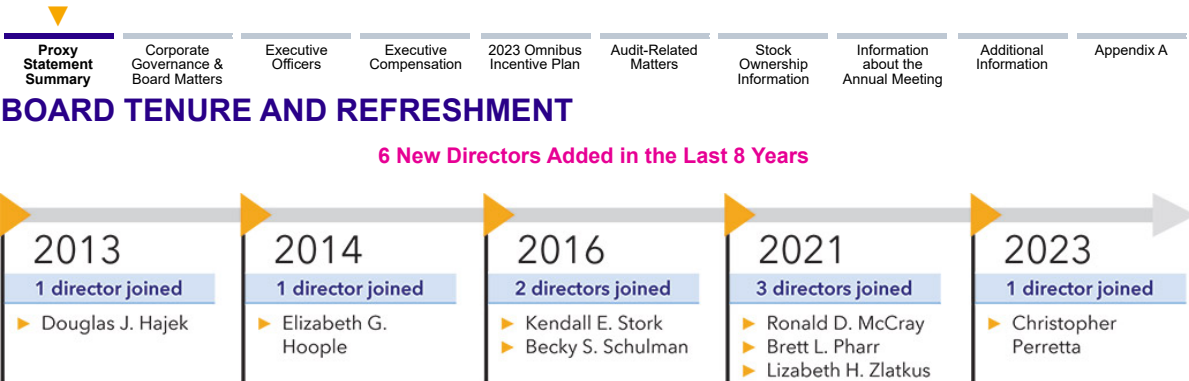 Proxy
Statement
Summary
Corporate
Governance &
Board Matters
Executive
Officers
Executive
Compensation
2023 Omnibus
Incentive Plan
Audit-Related
Matters
Stock
Ownership
Information
Information
about the
Annual Meeting
Additional
Information
Appendix A
BOARD TENURE AND REFRESHMENT
6 New Directors Added in the Last 8 Years
2013
1 director joined
Douglas J. Hajek
2014
1 director joined
Elizabeth G.
Hoople
2016
2 directors joined
Kendall E. Stork
Becky S. Schulman
2021
3 directors joined
Ronald D. McCray
Brett L. Pharr
Lizabeth H. Zlatkus
2023
1 director joined
Christopher
Perretta